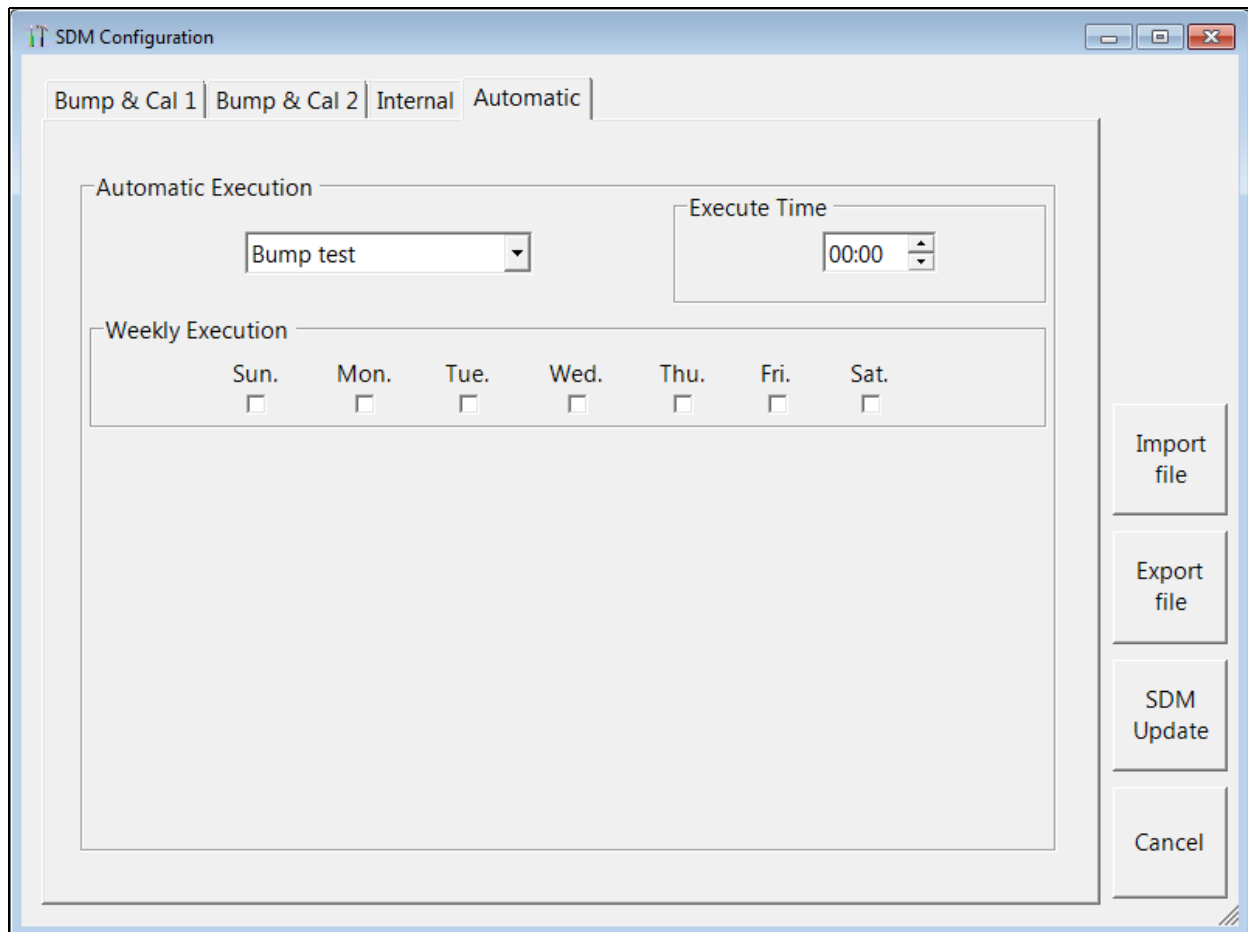 SDM Configuration
Bump & Cal 1 Bump & Cal 2 Internal Automatic
Automatic Execution
Execute Time
Bump test
00:00
Weekly Execution
Sun. Mon. Tue. Wed. Thu. Fri. Sat.
Import
file
Export
file
SDM
Update
Cancel